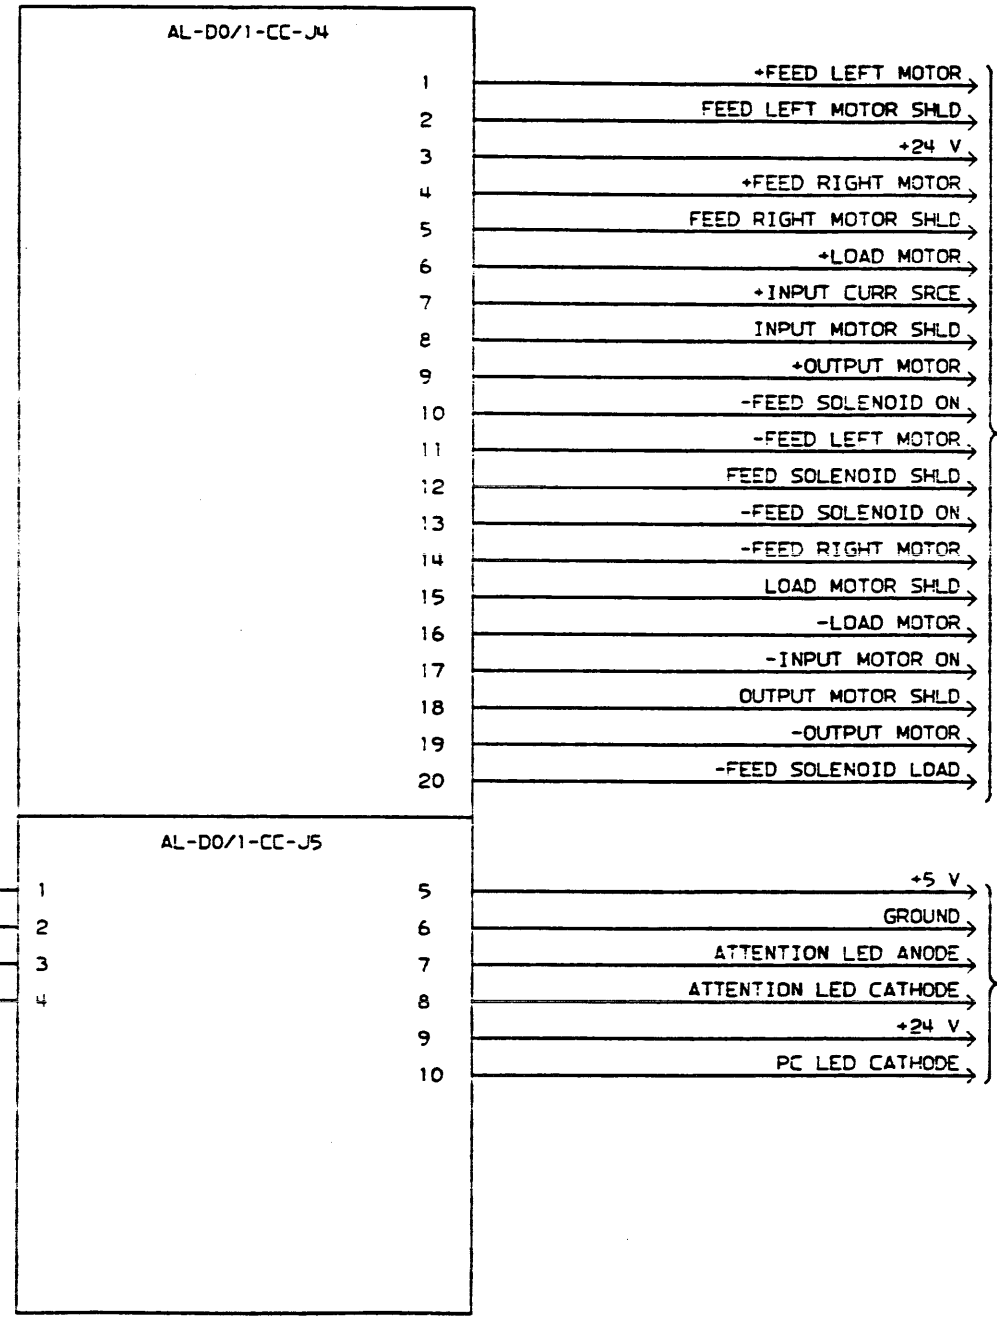 AL-D0/1-CC-J4
1 +FEED LEFT MOTOR
2 FEED LEFT MOTOR SHLD
3 +24 V
4 +FEED RIGHT MOTOR
5 FEED RIGHT MOTOR SHLD
6 +LOAD MOTOR
7 +INPUT CURR SRCE
8 INPUT MOTOR SHLD
9 +OUTPUT MOTOR
10 -FEED SOLENOID ON
11 -FEED LEFT MOTOR
12 FEED SOLENOID SHLD
13 -FEED SOLENOID ON
14 -FEED RIGHT MOTOR
15 LOAD MOTOR SHLD
16 -LOAD MOTOR
17 -INPUT MOTOR ON
18 OUTPUT MOTOR SHLD
19 -OUTPUT MOTOR
20 -FEED SOLENOID LOAD
AL-D0/1-CC-J5
1 5 +5 V
2 6 GROUND
3 7 ATTENTION LED ANODE
4 8 ATTENTION LED CATHODE
9 +24 V
10 PC LED CATHODE